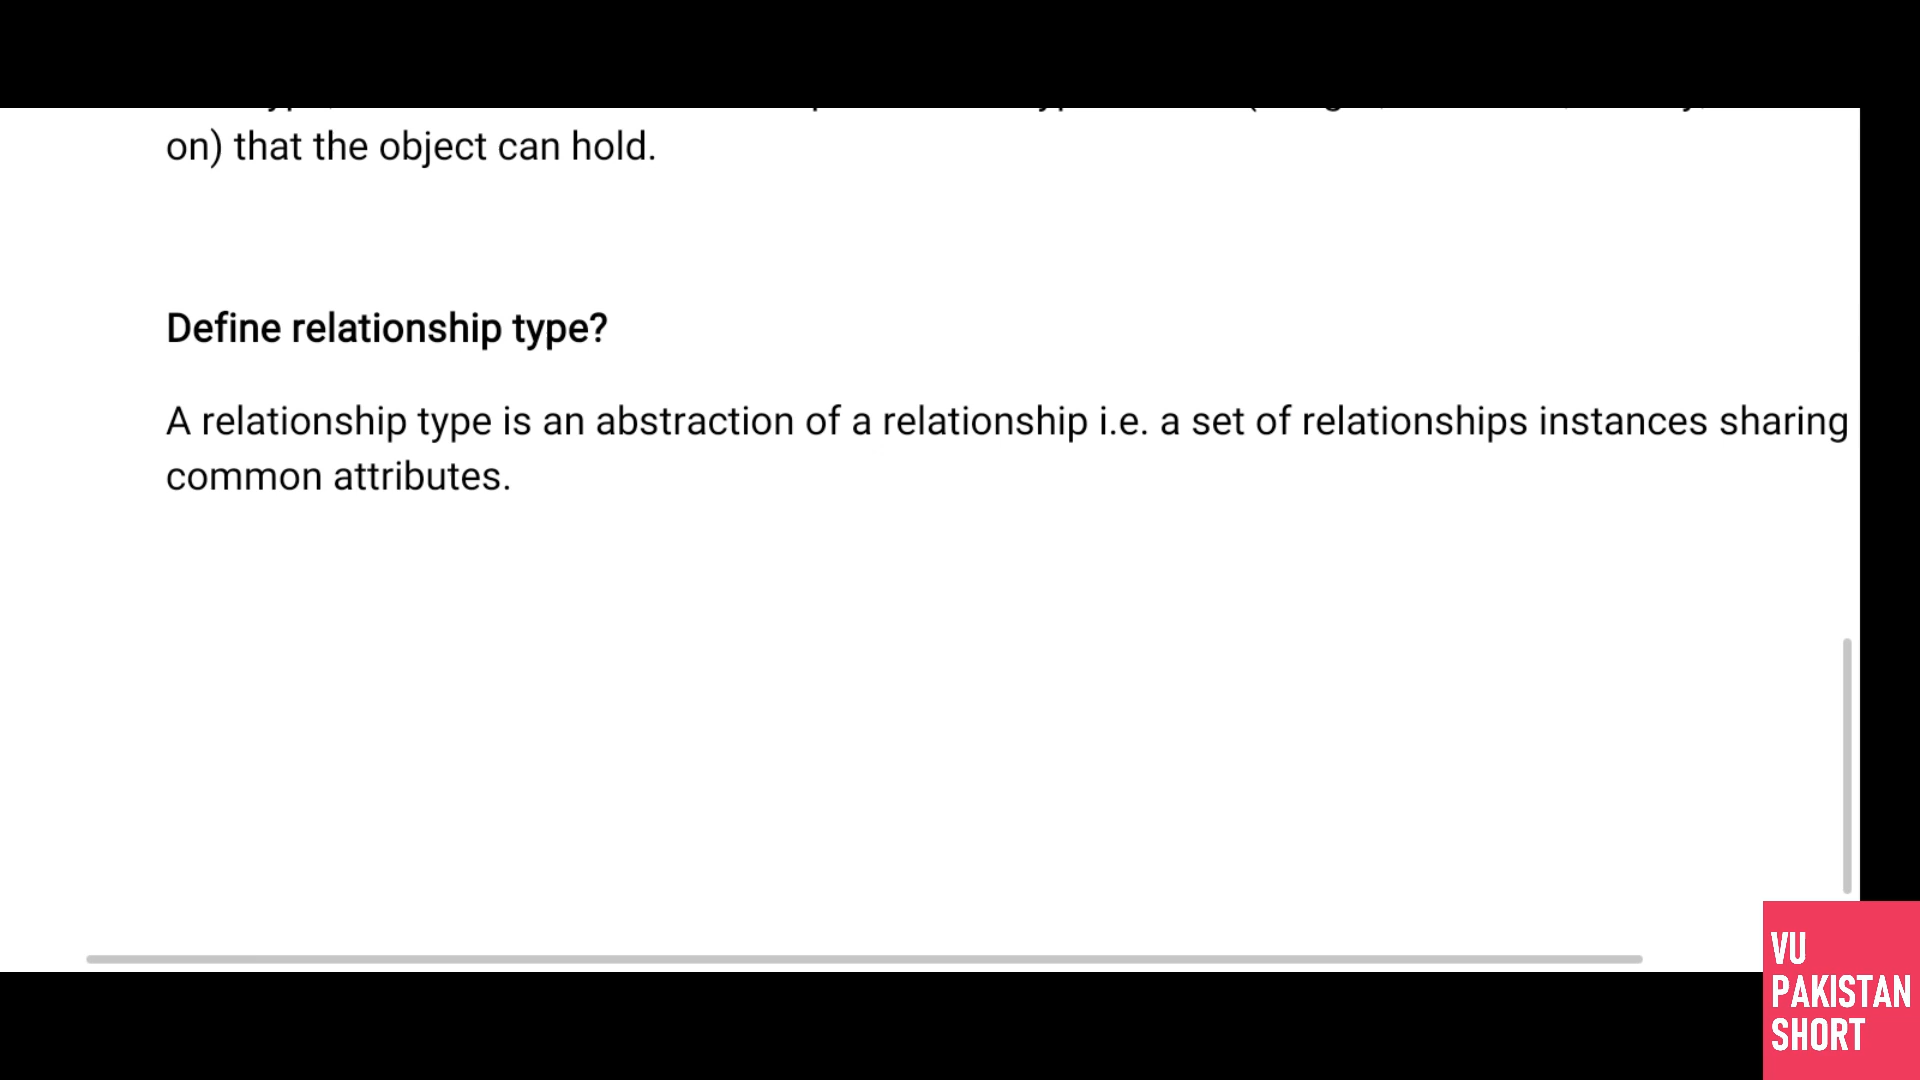 on) that the object can hold.
Define relationship type?
A relationship type is an abstraction of a relationship i.e. a set of relationships instances sharing
common attributes.
VU
PAKISTAN
SHORT